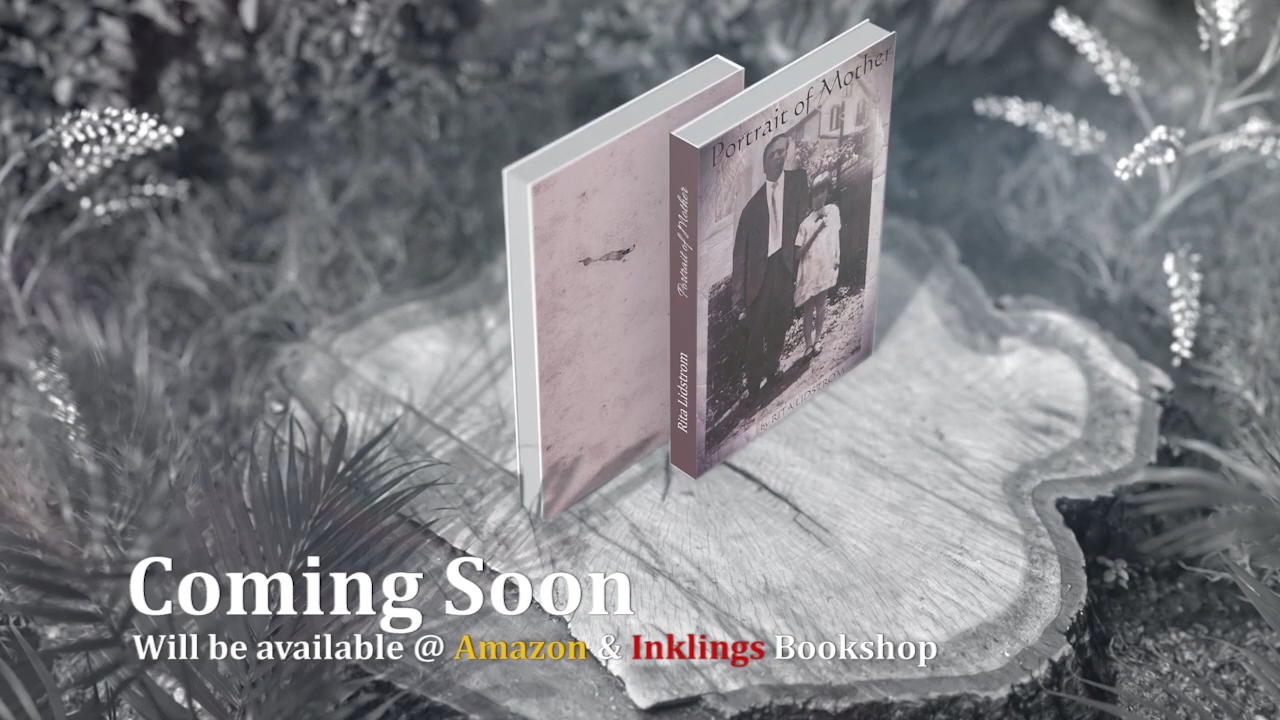 Portrait of Mother
Portrait of Mother
Rita Lidstrom
by RITA LIDSTROM
Coming Soon
Will be available @ Amazon & Inklings Bookshop